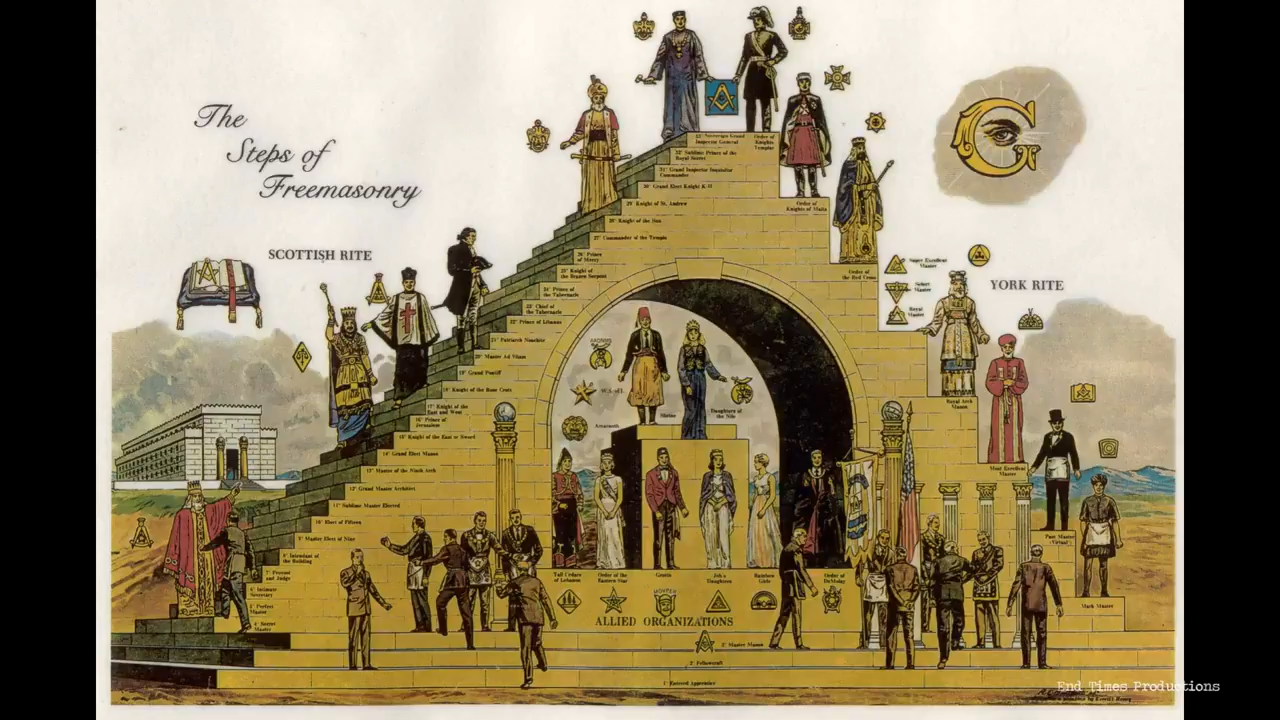 The
Steps of
Freemasonry
SCOTTISH RITE
YORK RITE
G
33° Sovereign Grand
Inspector General
Order of
Knights
Templar
32° Sublime Prince of the
Royal Secret
31° Grand Inspector Inquisitor
Commander
30° Grand Elect Knight K-H
29° Knight of St. Andrew
28° Knight of the Sun
27° Commander of the Temple
26° Prince
of Mercy
25° Knight of
the Brazen Serpent
24° Prince of
the Tabernacle
23° Chief of
the Tabernacle
22° Prince of Libanus
21° Patriarch Noachite
20° Master Ad Vitam
19° Grand Pontiff
18° Knight of the Rose Croix
17° Knight of the
East and West
16° Prince of
Jerusalem
15° Knight of the East or Sword
14° Grand Elect Mason
13° Master of the Ninth Arch
12° Grand Master Architect
11° Sublime Master Elected
10° Elect of Fifteen
9° Master Elect of Nine
8° Intendant of
the Building
7° Provost
and Judge
6° Intimate
Secretary
5° Perfect
Master
4° Secret
Master
Order of
Knights of Malta
Order of
the Red Cross
Super Excellent
Master
Select
Master
Royal
Master
Royal Arch
Mason
Most Excellent
Master
Past Master
(Virtual)
Mark Master
Shrine
Daughters of
the Nile
Amaranth
Tall Cedars
of Lebanon
Order of the
Eastern Star
Grotto
Job's
Daughters
Rainbow
Girls
Order of
DeMolay
ALLIED ORGANIZATIONS
3° Master Mason
2° Fellowcraft
1° Entered Apprentice
End Times Productions